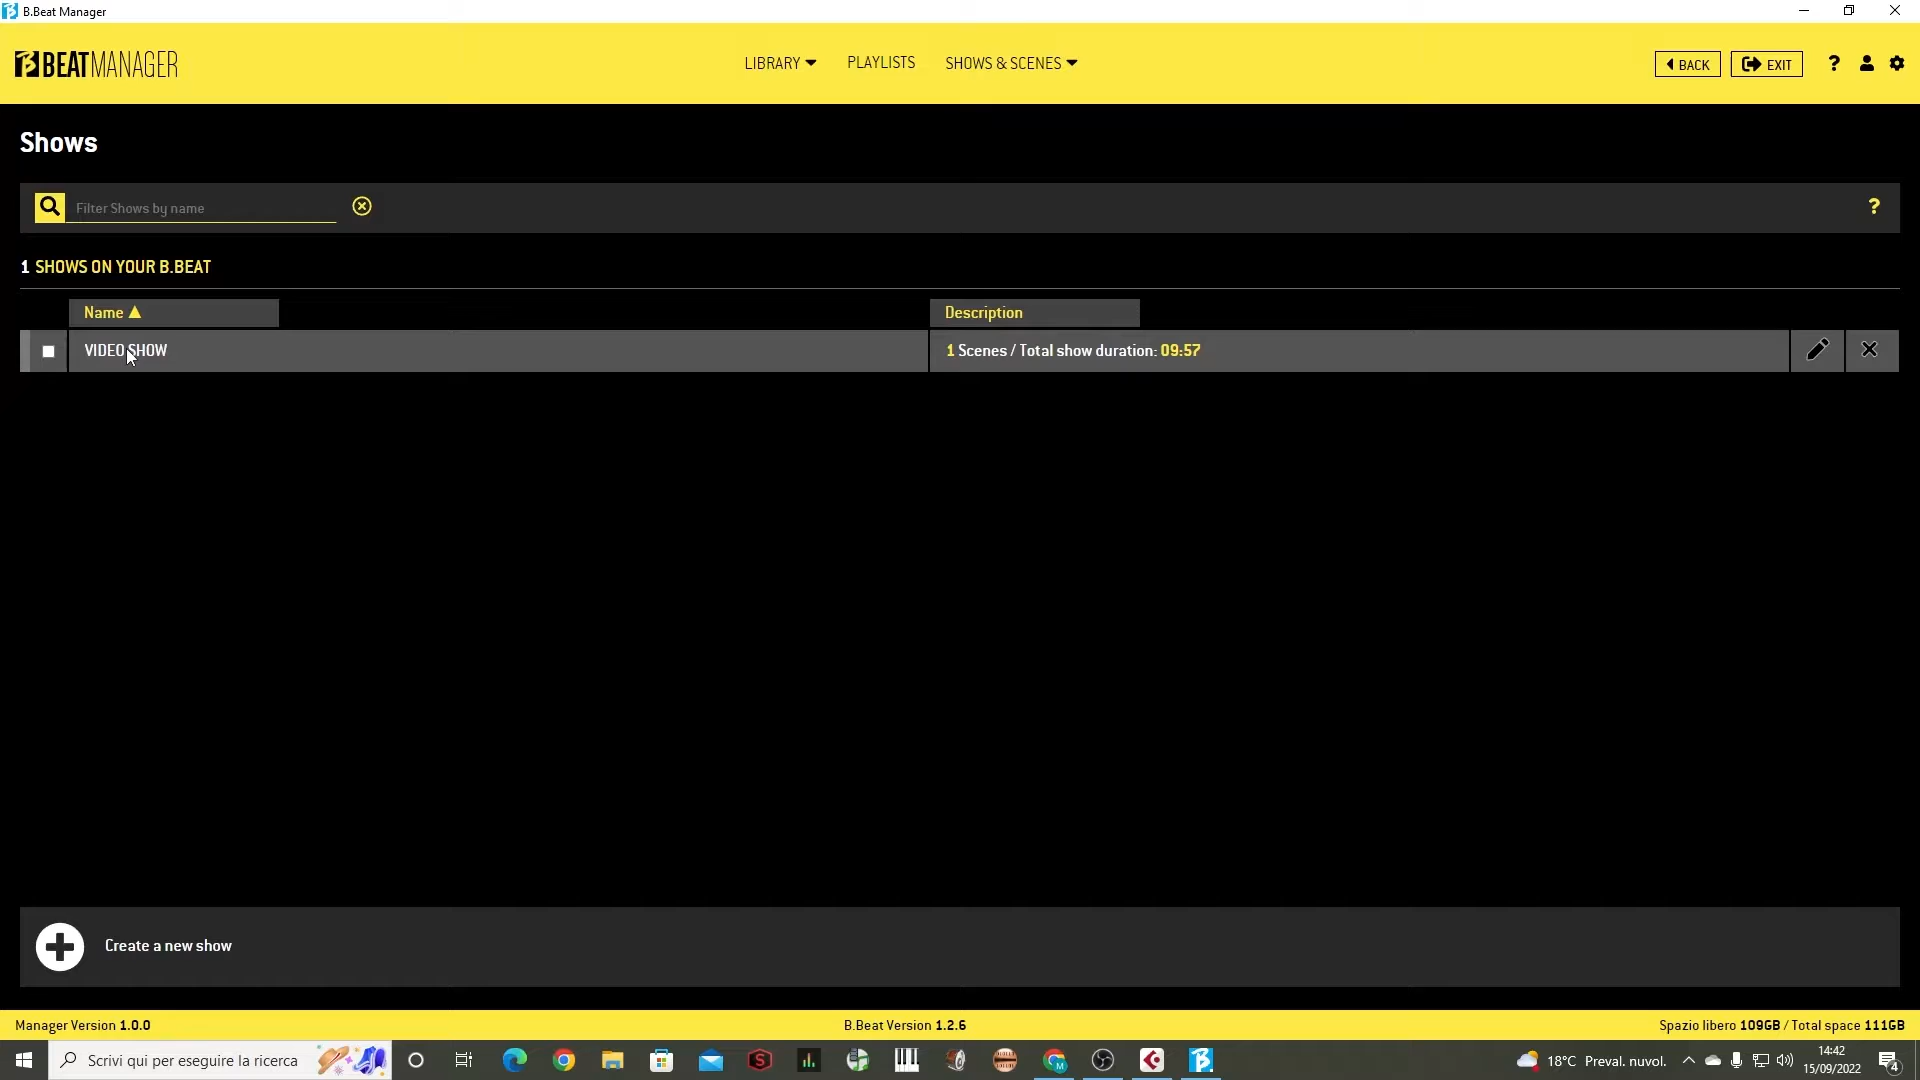 B.Beat Manager
BEATMANAGER
LIBRARY
PLAYLISTS
SHOWS & SCENES
BACK
EXIT
?
Shows
Filter Shows by name
?
1 SHOWS ON YOUR B.BEAT
Name
Description
VIDEO SHOW
1 Scenes / Total show duration: 09:57
Create a new show
Manager Version 1.0.0
B.Beat Version 1.2.6
Spazio libero 109GB / Total space 111GB
Scrivi qui per eseguire la ricerca
18°C Preval. nuvol.
14:42
15/09/2022
4